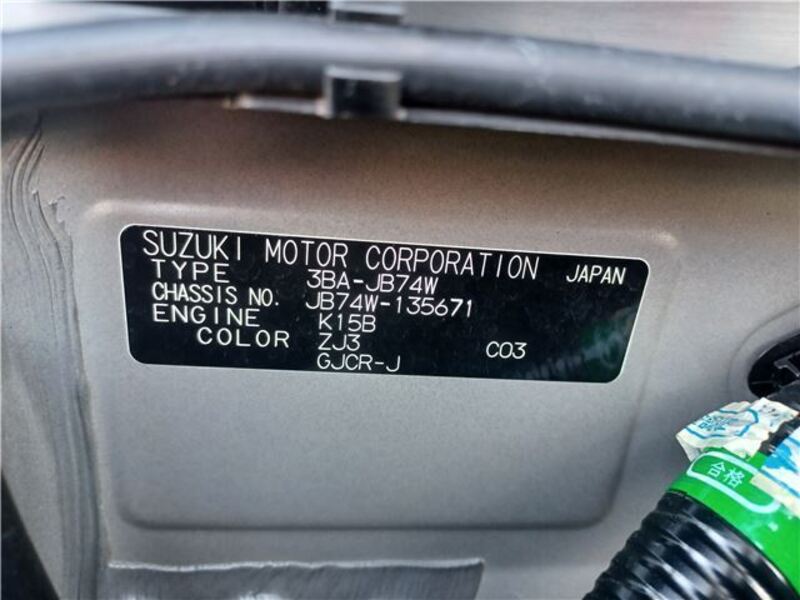 SUZUKI MOTOR CORPORATION JAPAN
TYPE 3BA-JB74W
CHASSIS NO. JB74W-135671
ENGINE K15B
COLOR ZJ3 C03
GJCR-J
合格